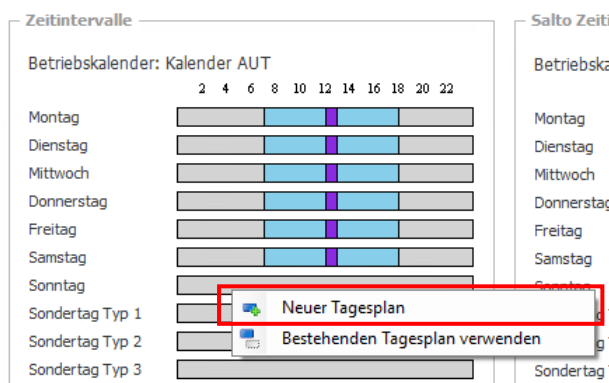 Zeitintervalle
Salto Zeiti
Betriebskalender: Kalender AUT
Betriebska
2 4 6 8 10 12 14 16 18 20 22
Montag
Montag
Dienstag
Dienstag
Mittwoch
Mittwoch
Donnerstag
Donnerstag
Freitag
Freitag
Samstag
Samstag
Sonntag
Sonntag
Sondertag Typ 1
Neuer Tagesplan
Sondertag Typ 2
Bestehenden Tagesplan verwenden
Sondertag Typ 3
Sondertag